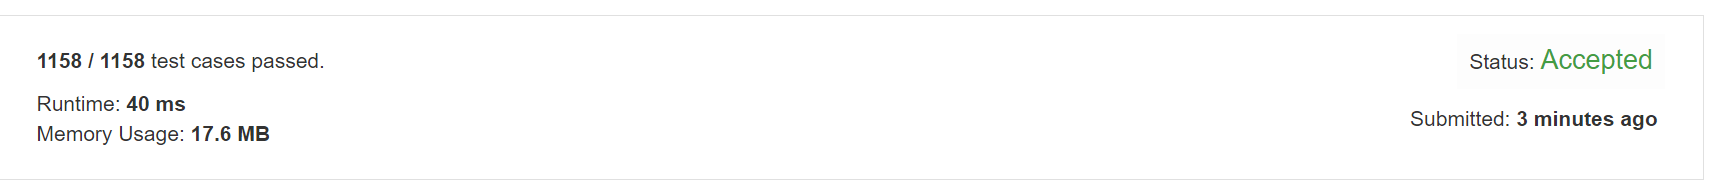 1158 / 1158 test cases passed.
Status: Accepted
Runtime: 40 ms
Submitted: 3 minutes ago
Memory Usage: 17.6 MB